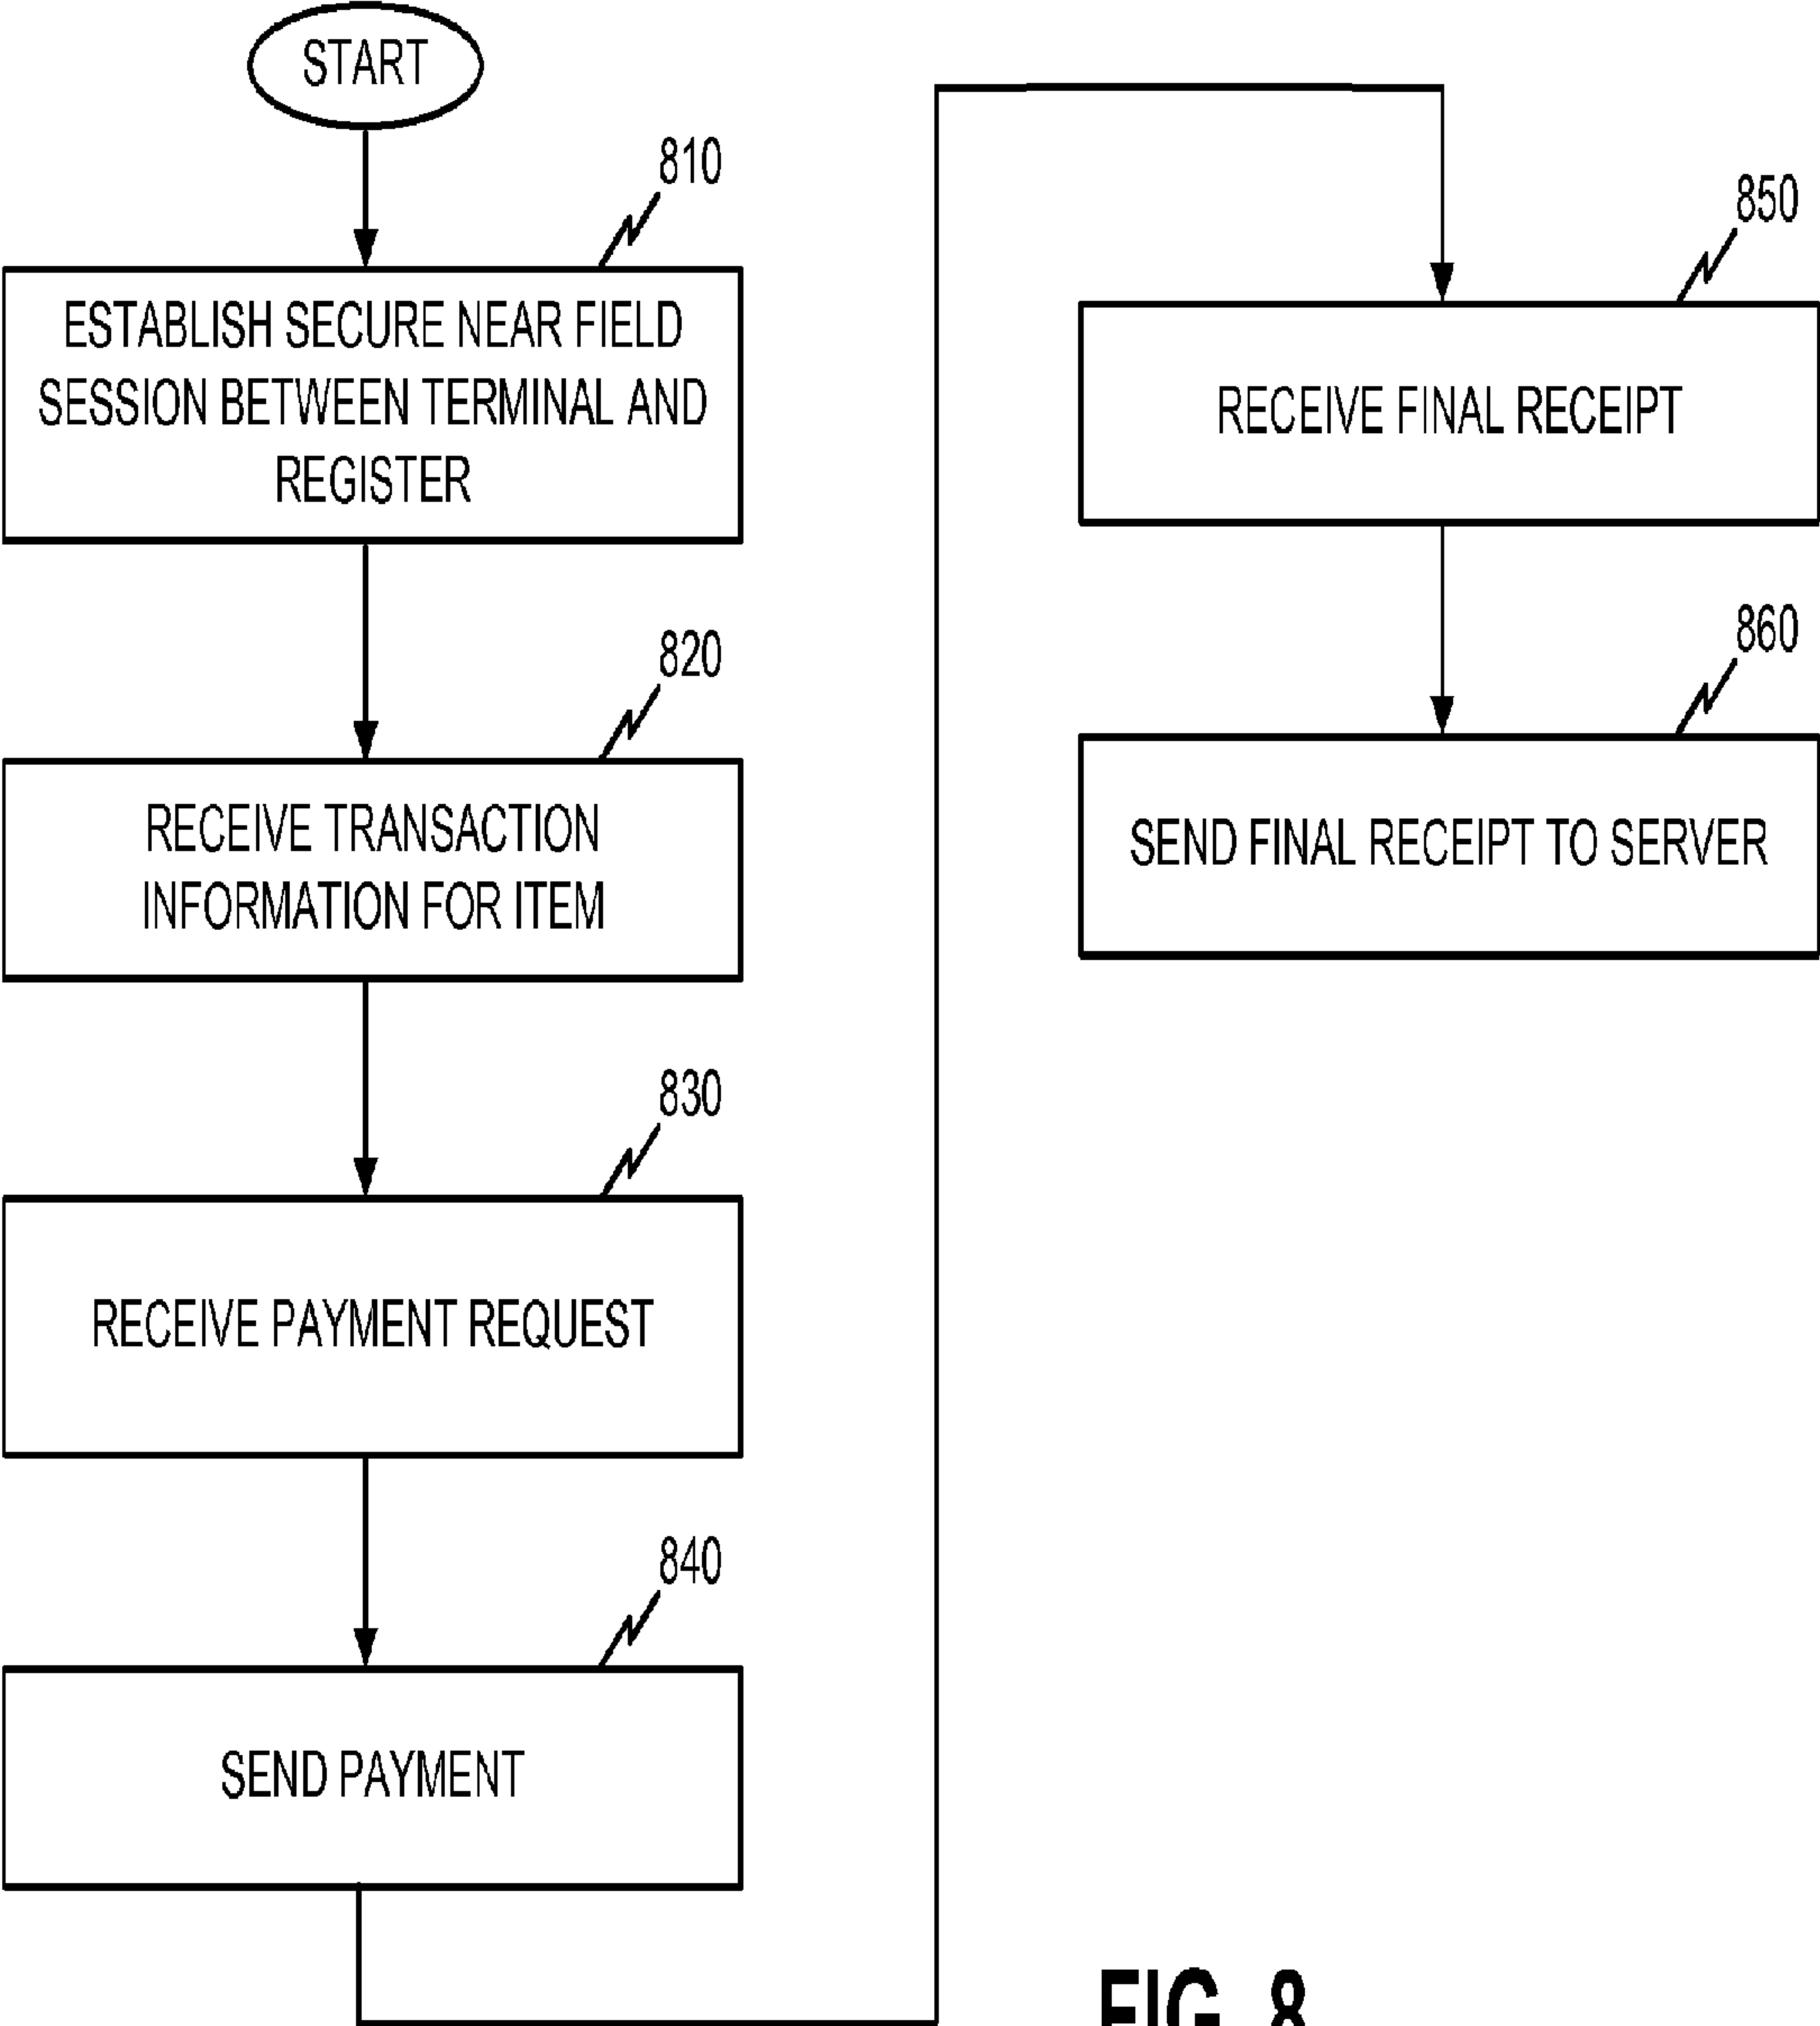 START
810
ESTABLISH SECURE NEAR FIELD
SESSION BETWEEN TERMINAL AND
REGISTER
820
RECEIVE TRANSACTION
INFORMATION FOR ITEM
830
RECEIVE PAYMENT REQUEST
840
SEND PAYMENT
850
RECEIVE FINAL RECEIPT
860
SEND FINAL RECEIPT TO SERVER
FIG. 8